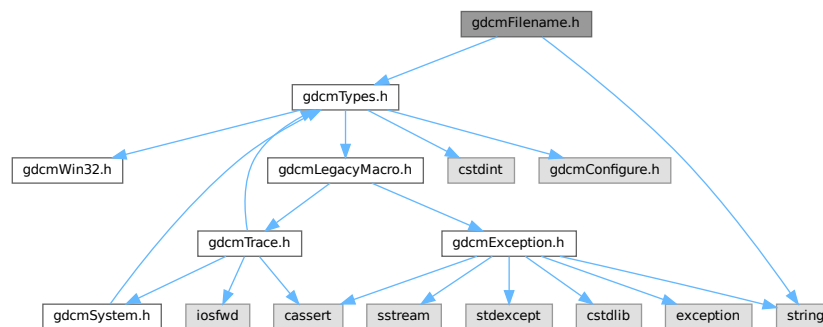 gdcmFilename.h
gdcmTypes.h
gdcmWin32.h
gdcmLegacyMacro.h
cstdint
gdcmConfigure.h
gdcmTrace.h
gdcmException.h
gdcmSystem.h
iosfwd
cassert
sstream
stdexcept
cstdlib
exception
string